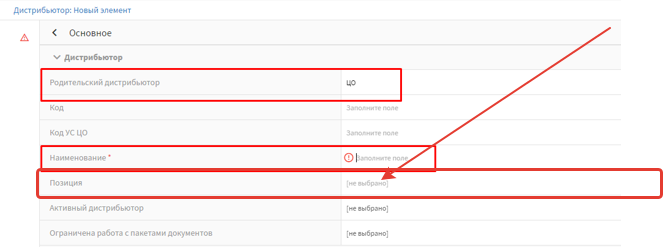 Дистрибьютор: Новый элемент
Основное
Дистрибьютор
Родительский дистрибьютор ЦО
Код Заполните поле
Код УС ЦО Заполните поле
Наименование * Заполните поле
Позиция [не выбрано]
Активный дистрибьютор [не выбрано]
Ограничена работа с пакетами документов [не выбрано]